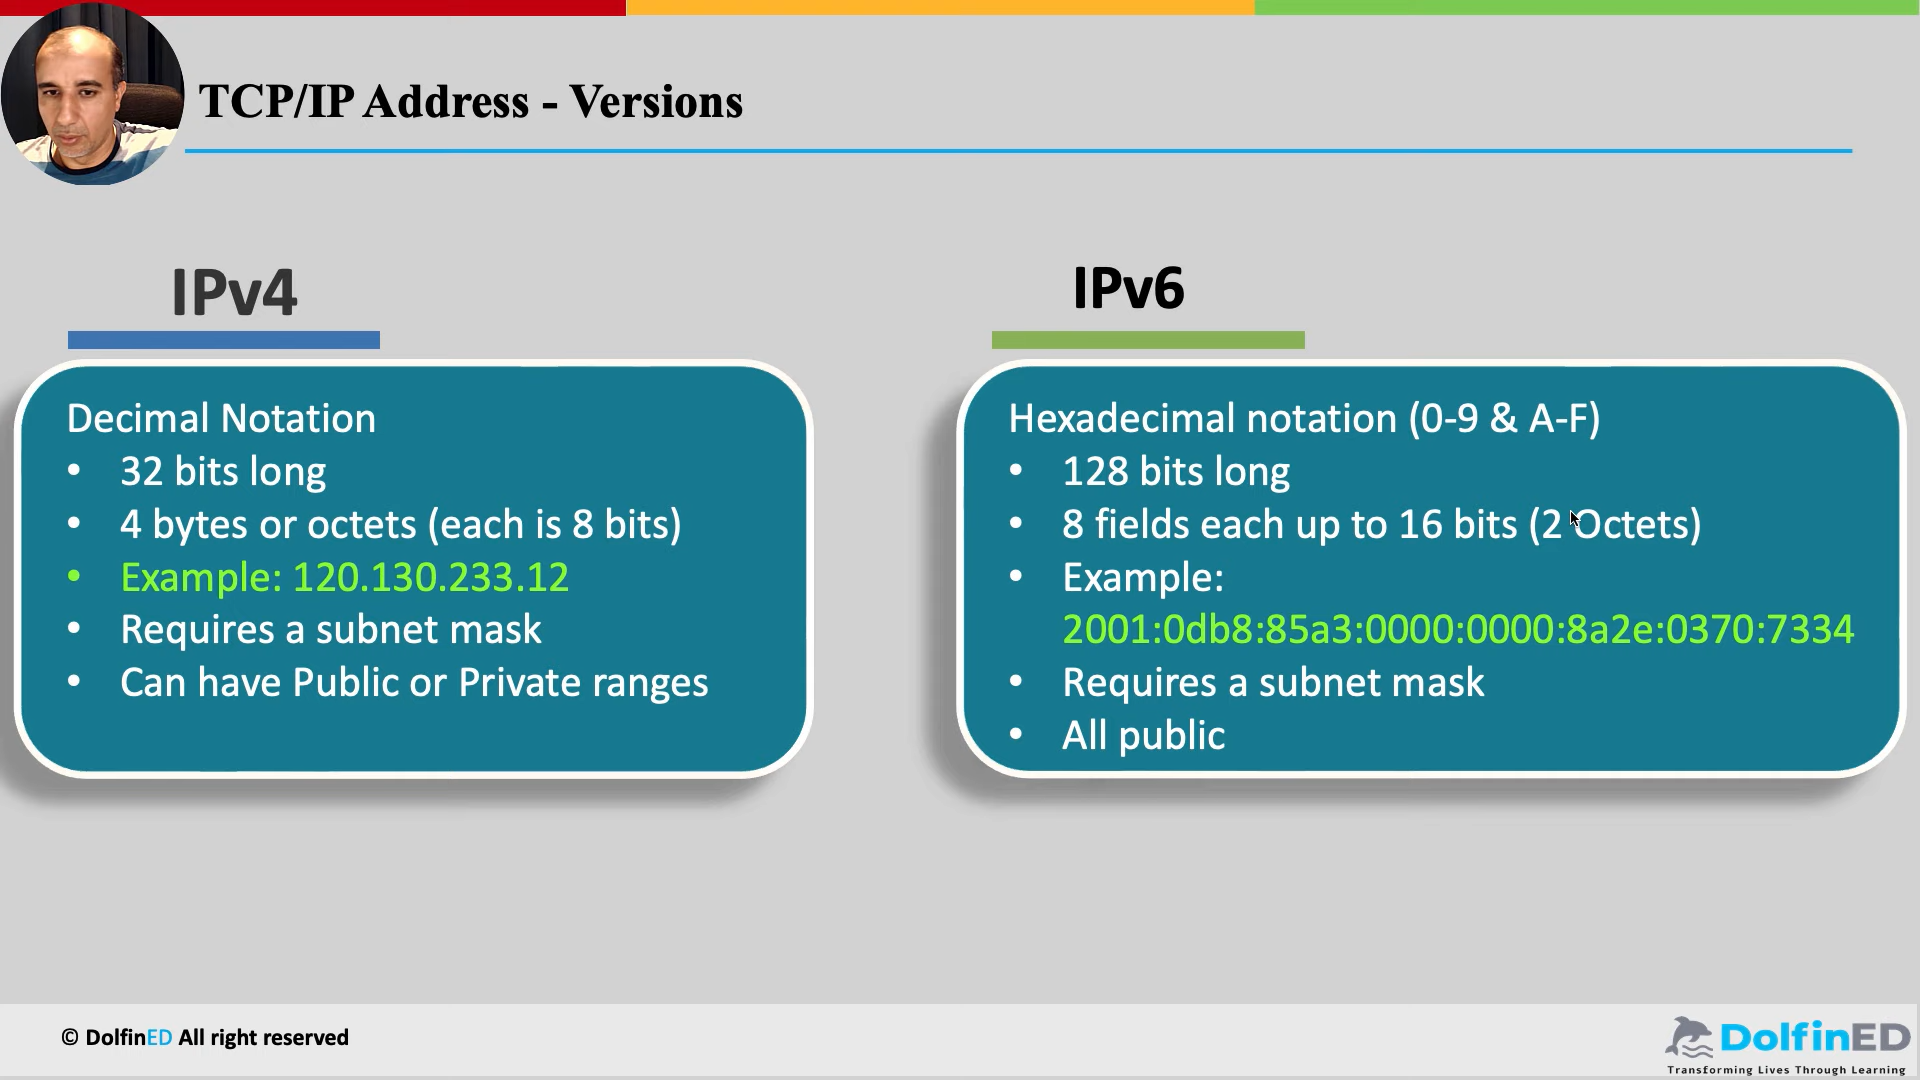 TCP/IP Address - Versions
IPv4
Decimal Notation
• 32 bits long
• 4 bytes or octets (each is 8 bits)
• Example: 120.130.233.12
• Requires a subnet mask
• Can have Public or Private ranges
IPv6
Hexadecimal notation (0-9 & A-F)
• 128 bits long
• 8 fields each up to 16 bits (2 Octets)
• Example:
2001:0db8:85a3:0000:0000:8a2e:0370:7334
• Requires a subnet mask
• All public
© DolfinED All right reserved
DolfinED
Transforming Lives Through Learning